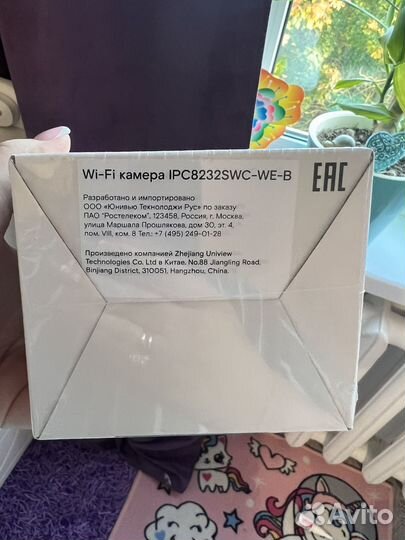 Wi-Fi камера IPC8232SWC-WE-B
EAC
Разработано и импортировано
ООО «Юнивью Текнолоджи Рус» по заказу
ПАО "Ростелеком", 123458, Россия, г. Москва,
улица Маршала Прошлякова, дом 30, эт. 4,
пом. VIII, ком. 8 Тел.: +7 (495) 249-01-28
Произведено компанией Zhejiang Uniview
Technologies Co. Ltd в Китае. No.88 Jiangling Road,
Binjiang District, 310051, Hangzhou, China.
Avito